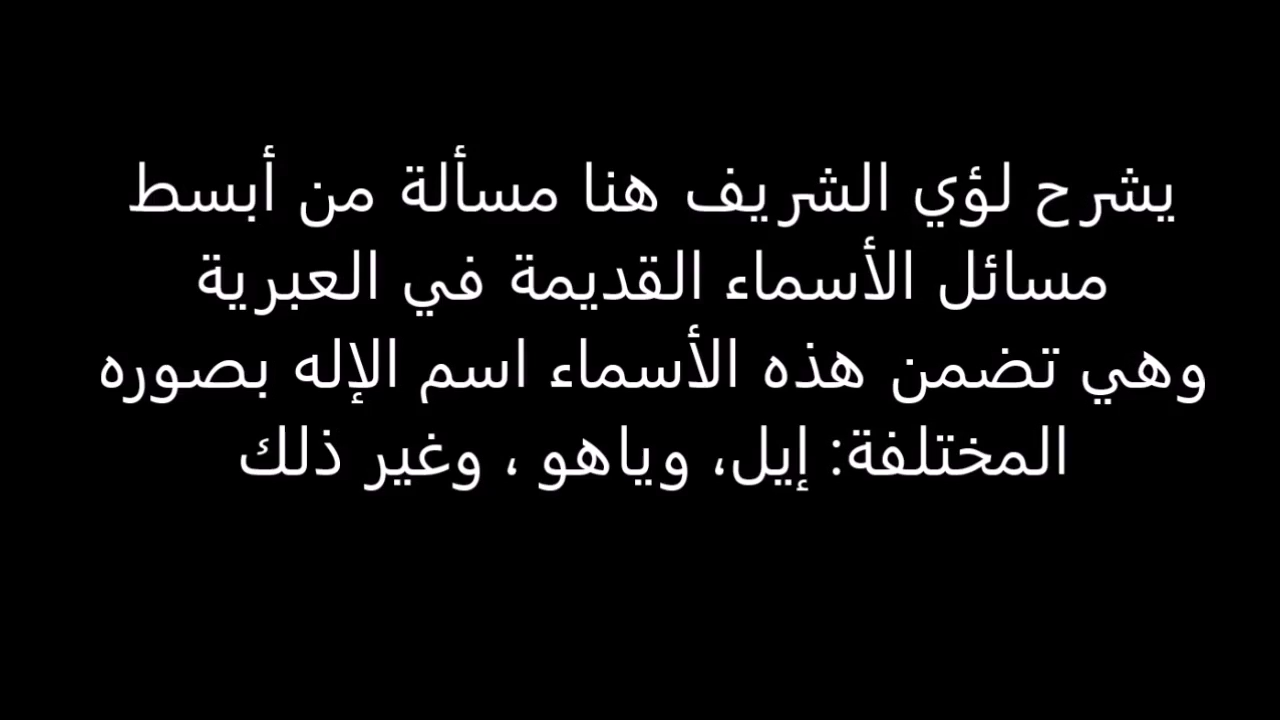 يشرح لؤي الشريف هنا مسألة من أبسط
مسائل الأسماء القديمة في العبرية
وهي تضمن هذه الأسماء اسم الإله بصوره
المختلفة: إيل، وياهو ، وغير ذلك